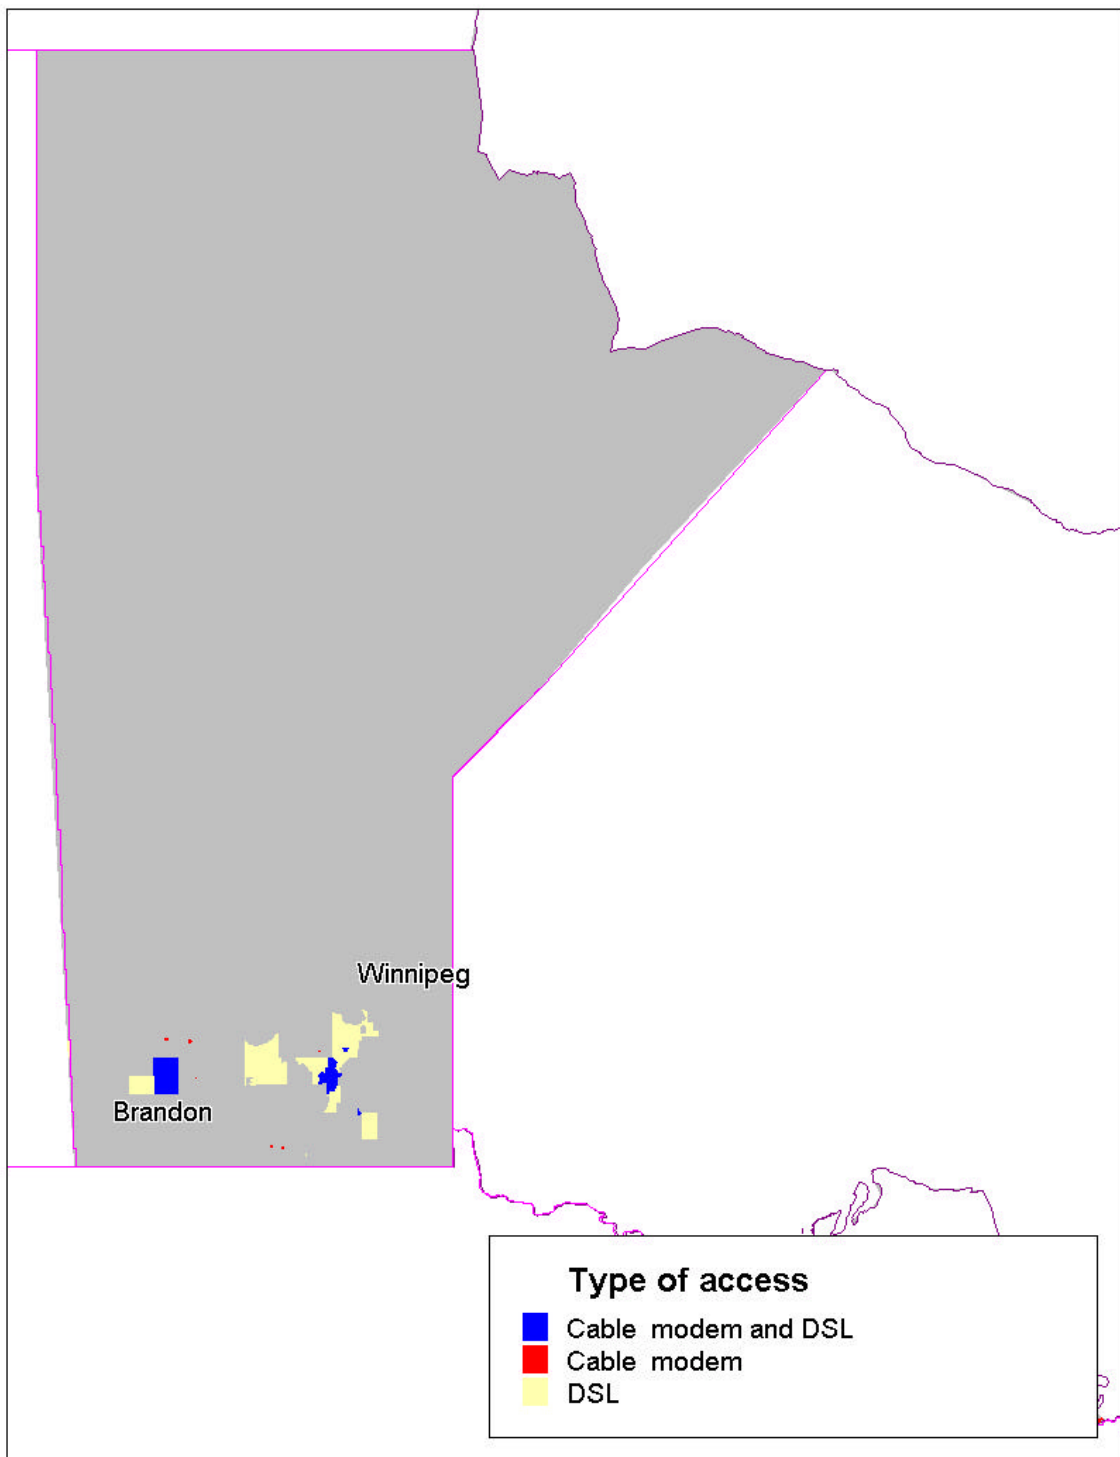 Winnipeg
Brandon
Type of access
Cable modem and DSL
Cable modem
DSL